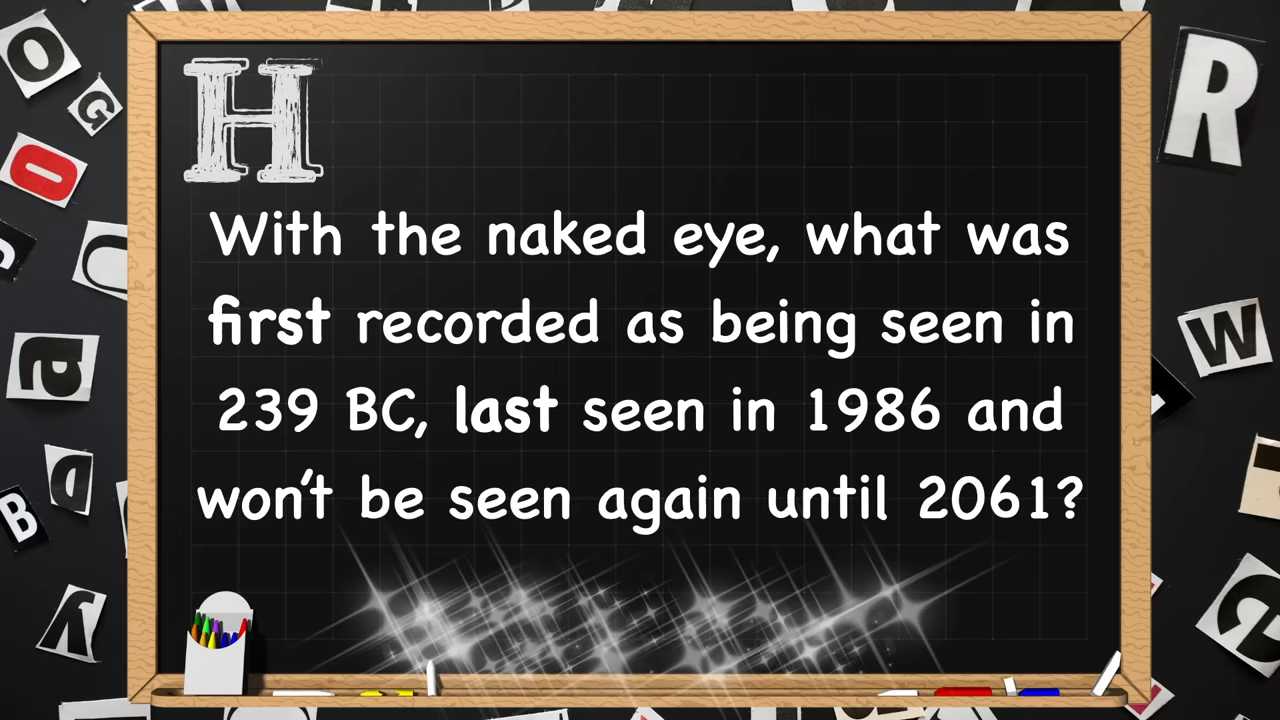 H
With the naked eye, what was
first recorded as being seen in
239 BC, last seen in 1986 and
won't be seen again until 2061?
O
G
O
a
D
B
y
R
W